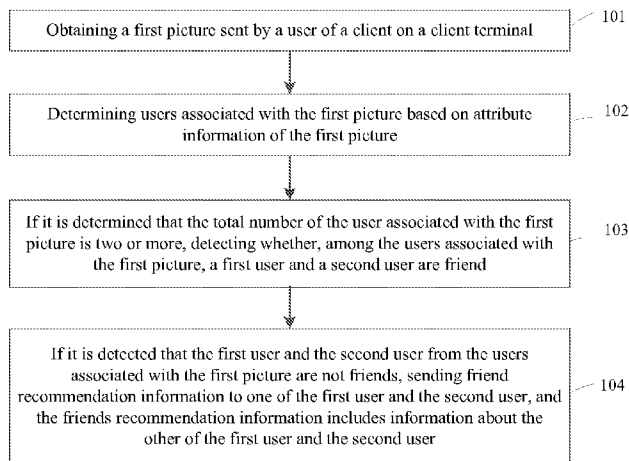 Obtaining a first picture sent by a user of a client on a client terminal
101
Determining users associated with the first picture based on attribute
information of the first picture
102
If it is determined that the total number of the user associated with the first
picture is two or more, detecting whether, among the users associated with
the first picture, a first user and a second user are friend
103
If it is detected that the first user and the second user from the users
associated with the first picture are not friends, sending friend
recommendation information to one of the first user and the second user, and
the friends recommendation information includes information about the
other of the first user and the second user
104